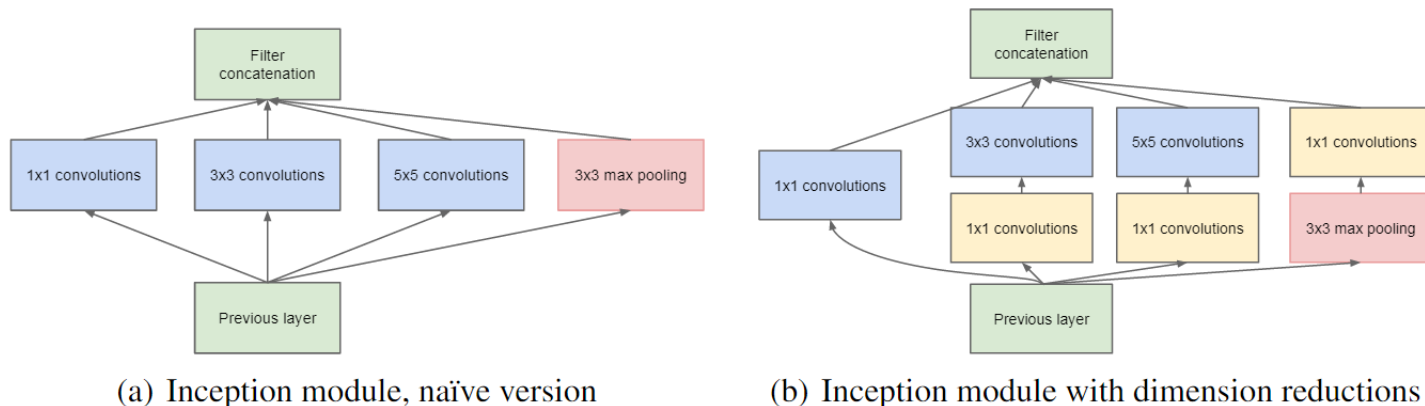 Filter
concatenation
1x1 convolutions
3x3 convolutions
5x5 convolutions
3x3 max pooling
Previous layer
(a) Inception module, naïve version
Filter
concatenation
3x3 convolutions
5x5 convolutions
1x1 convolutions
1x1 convolutions
1x1 convolutions
1x1 convolutions
3x3 max pooling
Previous layer
(b) Inception module with dimension reductions